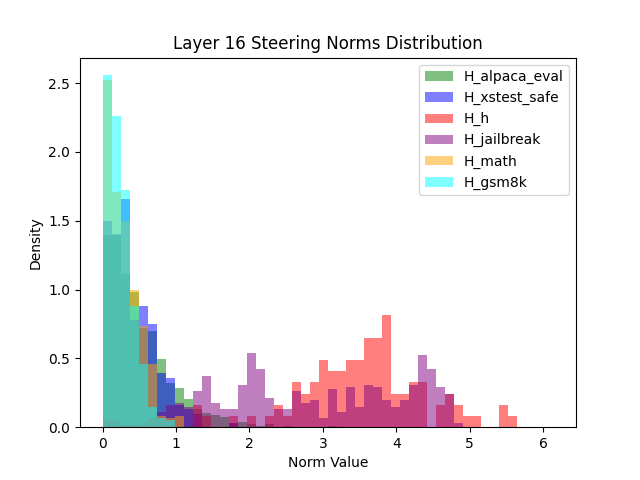 Layer 16 Steering Norms Distribution
H_alpaca_eval
H_xstest_safe
H_h
H_jailbreak
H_math
H_gsm8k
2.5
2.0
1.5
1.0
0.5
0.0
Density
0 1 2 3 4 5 6
Norm Value